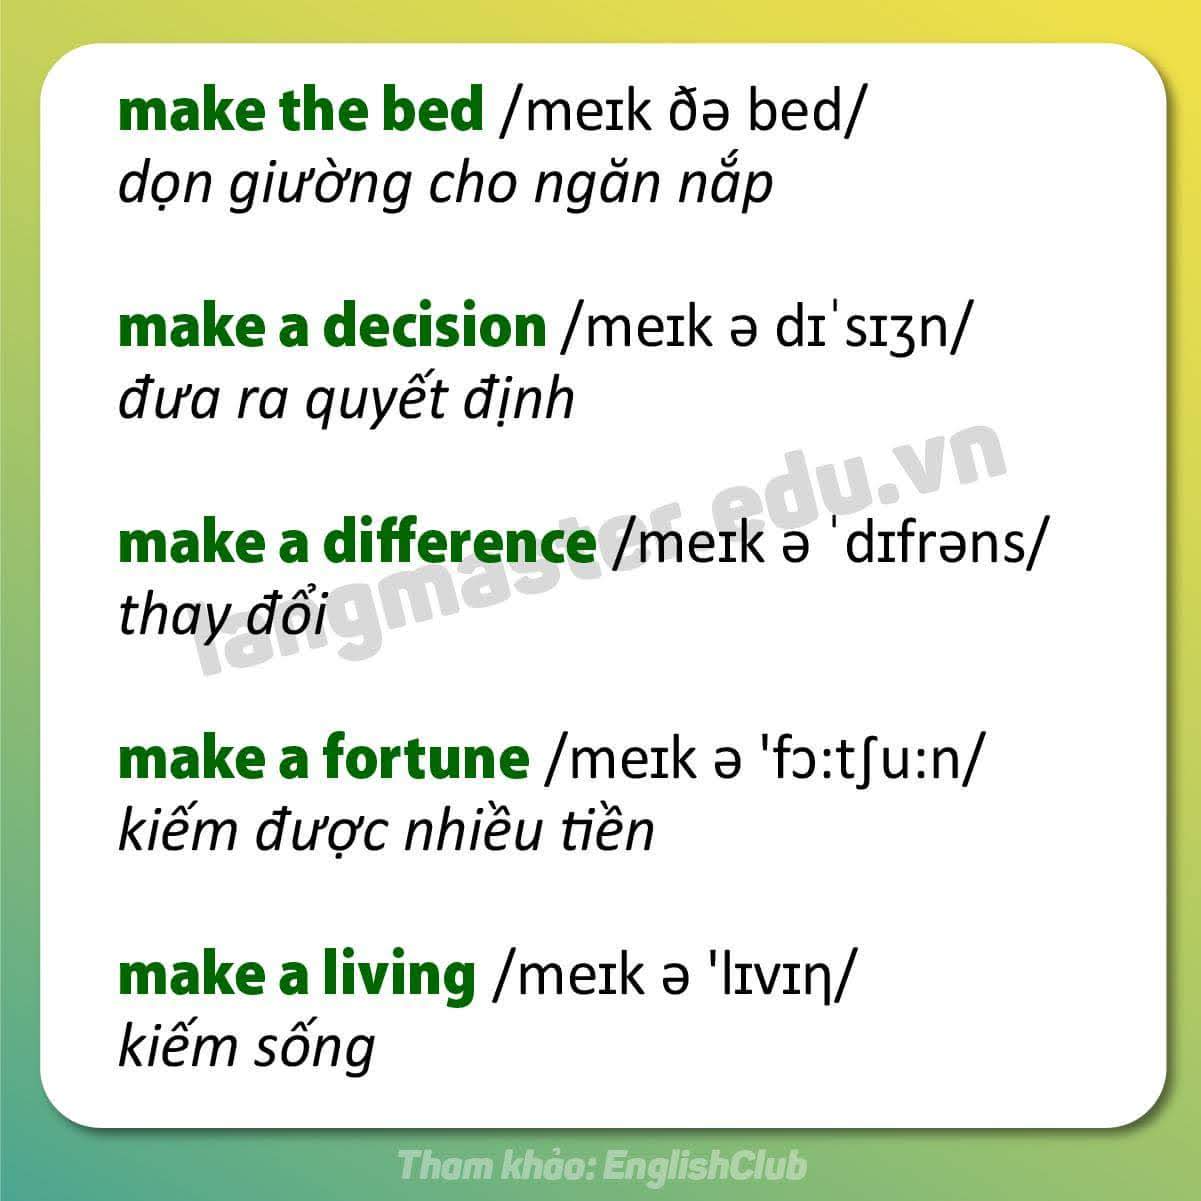 make the bed /meɪk ðə bed/
dọn giường cho ngăn nắp
make a decision /meɪk ə dɪˈsɪʒn/
đưa ra quyết định
make a difference /meɪk ə ˈdɪfrəns/
thay đổi
langmaster.edu.vn
make a fortune /meɪk ə 'fɔ:tʃu:n/
kiếm được nhiều tiền
make a living /meɪk ə 'lɪvɪη/
kiếm sống
Tham khảo: EnglishClub